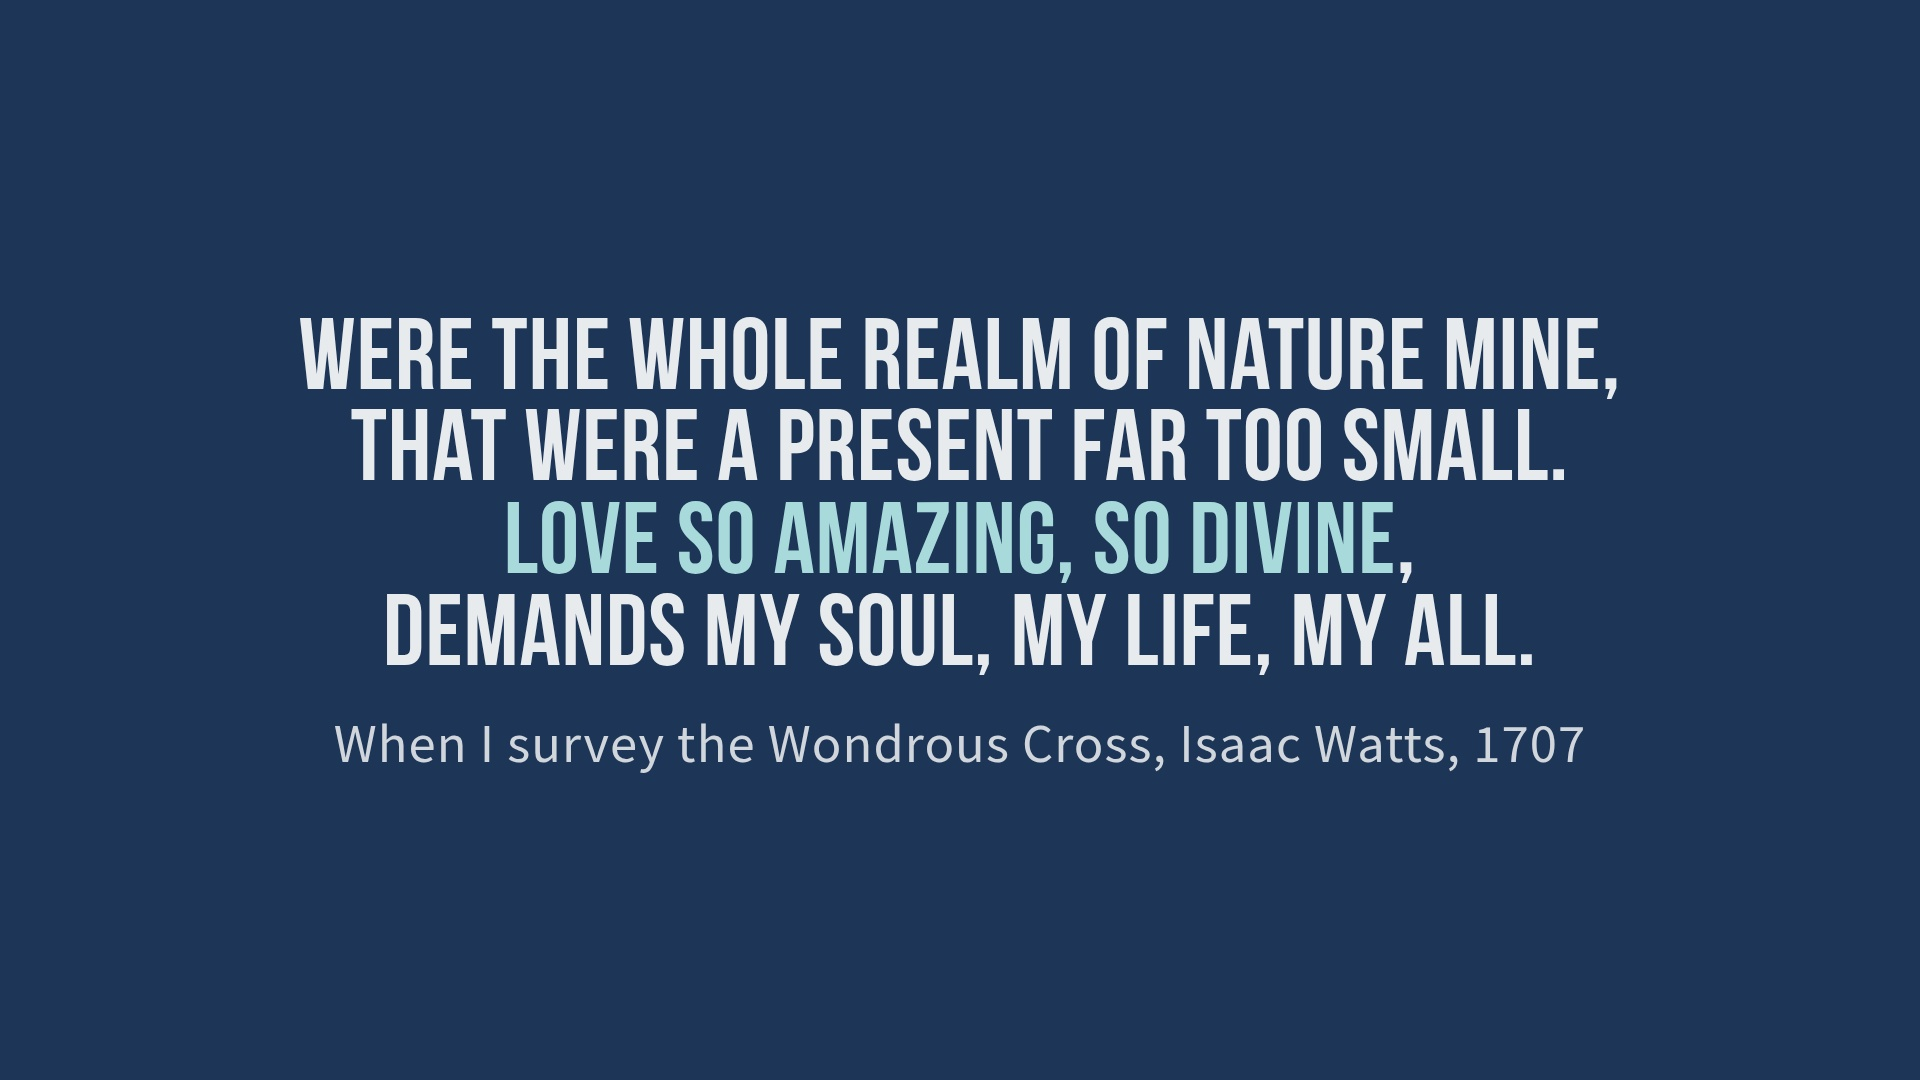 WERE THE WHOLE REALM OF NATURE MINE,
THAT WERE A PRESENT FAR TOO SMALL.
LOVE SO AMAZING, SO DIVINE,
DEMANDS MY SOUL, MY LIFE, MY ALL.
When I survey the Wondrous Cross, Isaac Watts, 1707